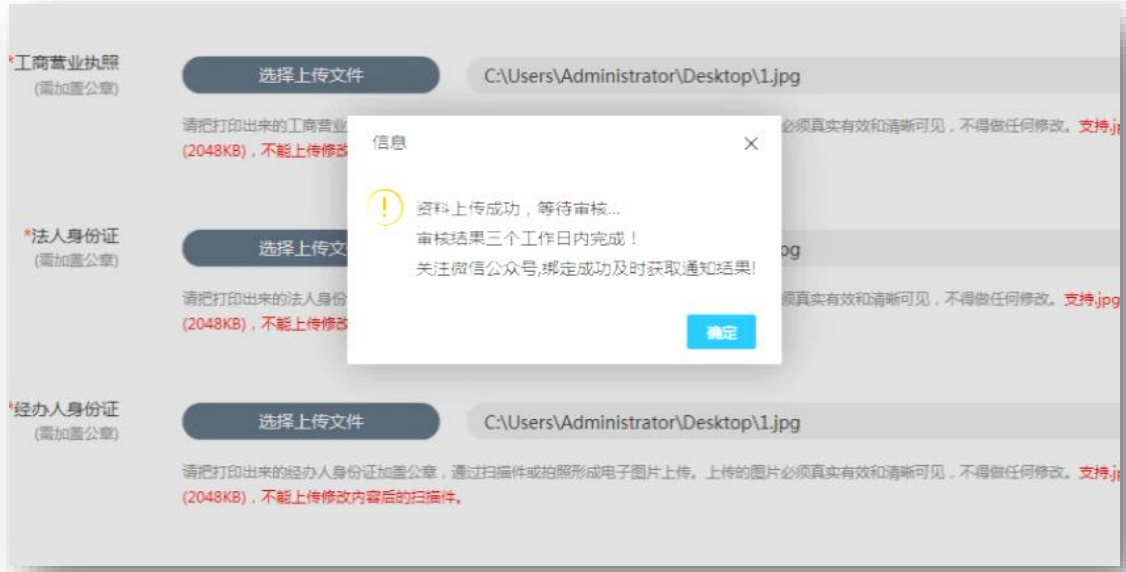 *工商营业执照
(需加盖公章)
选择上传文件
C:\Users\Administrator\Desktop\1.jpg
请把打印出来的工商营业
必须真实有效和清晰可见，不得做任何修改。支持.j
(2048KB)，不能上传修改
信息
资料上传成功，等待审核...
审核结果三个工作日内完成！
关注微信公众号,绑定成功及时获取通知结果!
确定
*法人身份证
(需加盖公章)
选择上传文
pg
请把打印出来的法人身份
须真实有效和清晰可见，不得做任何修改。支持.jpg
(2048KB)，不能上传修改
*经办人身份证
(需加盖公章)
选择上传文件
C:\Users\Administrator\Desktop\1.jpg
请把打印出来的经办人身份证加盖公章，通过扫描件或拍照形成电子图片上传。上传的图片必须真实有效和清晰可见，不得做任何修改。支持.j
(2048KB)，不能上传修改内容后的扫描件。